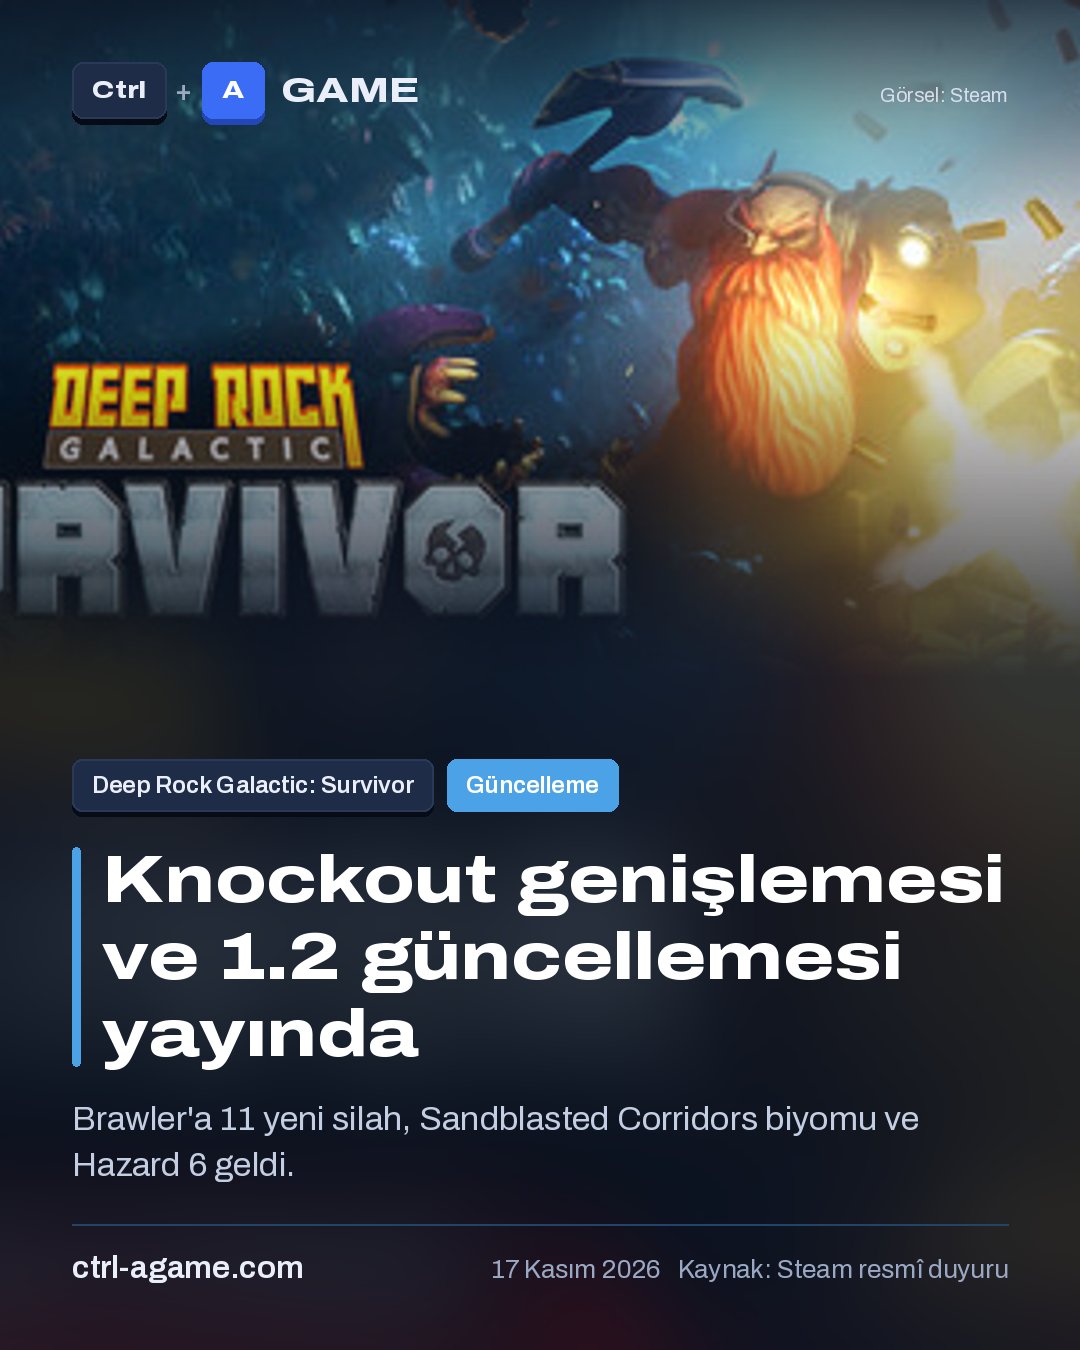 Ctrl + A GAME
Görsel: Steam
DEEP ROCK
GALACTIC
RVIVOR
Deep Rock Galactic: Survivor Güncelleme
Knockout genişlemesi
ve 1.2 güncellemesi
yayında
Brawler'a 11 yeni silah, Sandblasted Corridors biyomu ve
Hazard 6 geldi.
ctrl-agame.com
17 Kasım 2026 Kaynak: Steam resmî duyuru